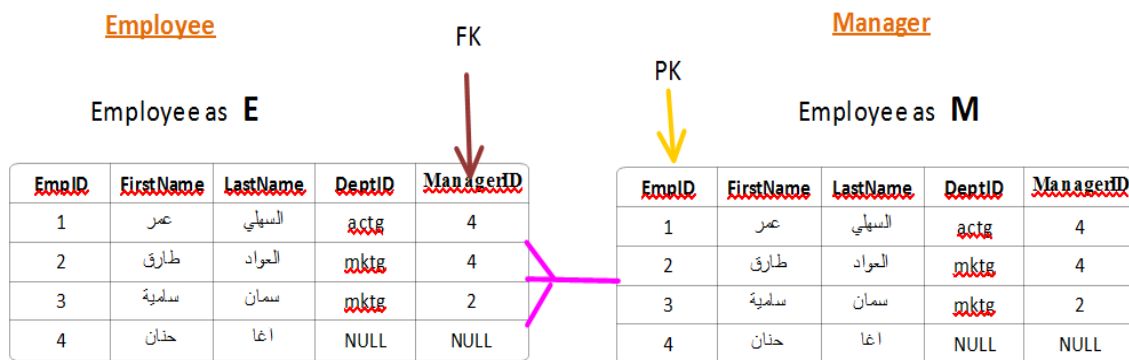 Employee
FK
Manager
PK
Employee as E
Employee as M
EmpID FirstName LastName DeptID ManagerID
1 عمر السهلي actg 4
2 طارق العواد mktg 4
3 سامية سمان mktg 2
4 حنان اغا NULL NULL
EmpID FirstName LastName DeptID ManagerID
1 عمر السهلي actg 4
2 طارق العواد mktg 4
3 سامية سمان mktg 2
4 حنان اغا NULL NULL